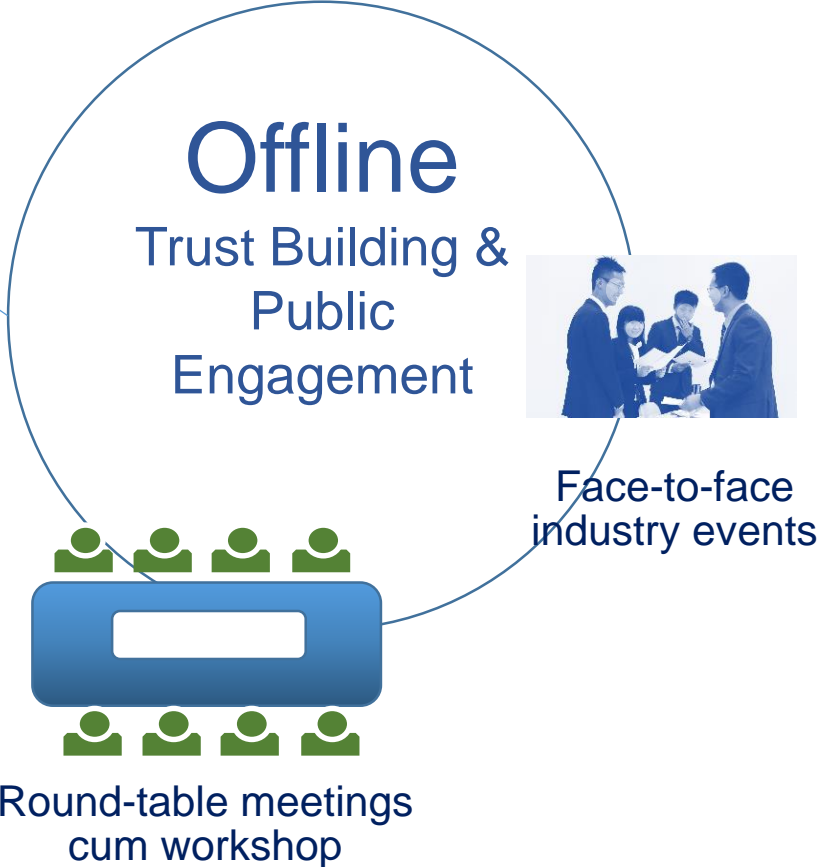 Offline
Trust Building &
Public
Engagement
Face-to-face
industry events
Round-table meetings
cum workshop